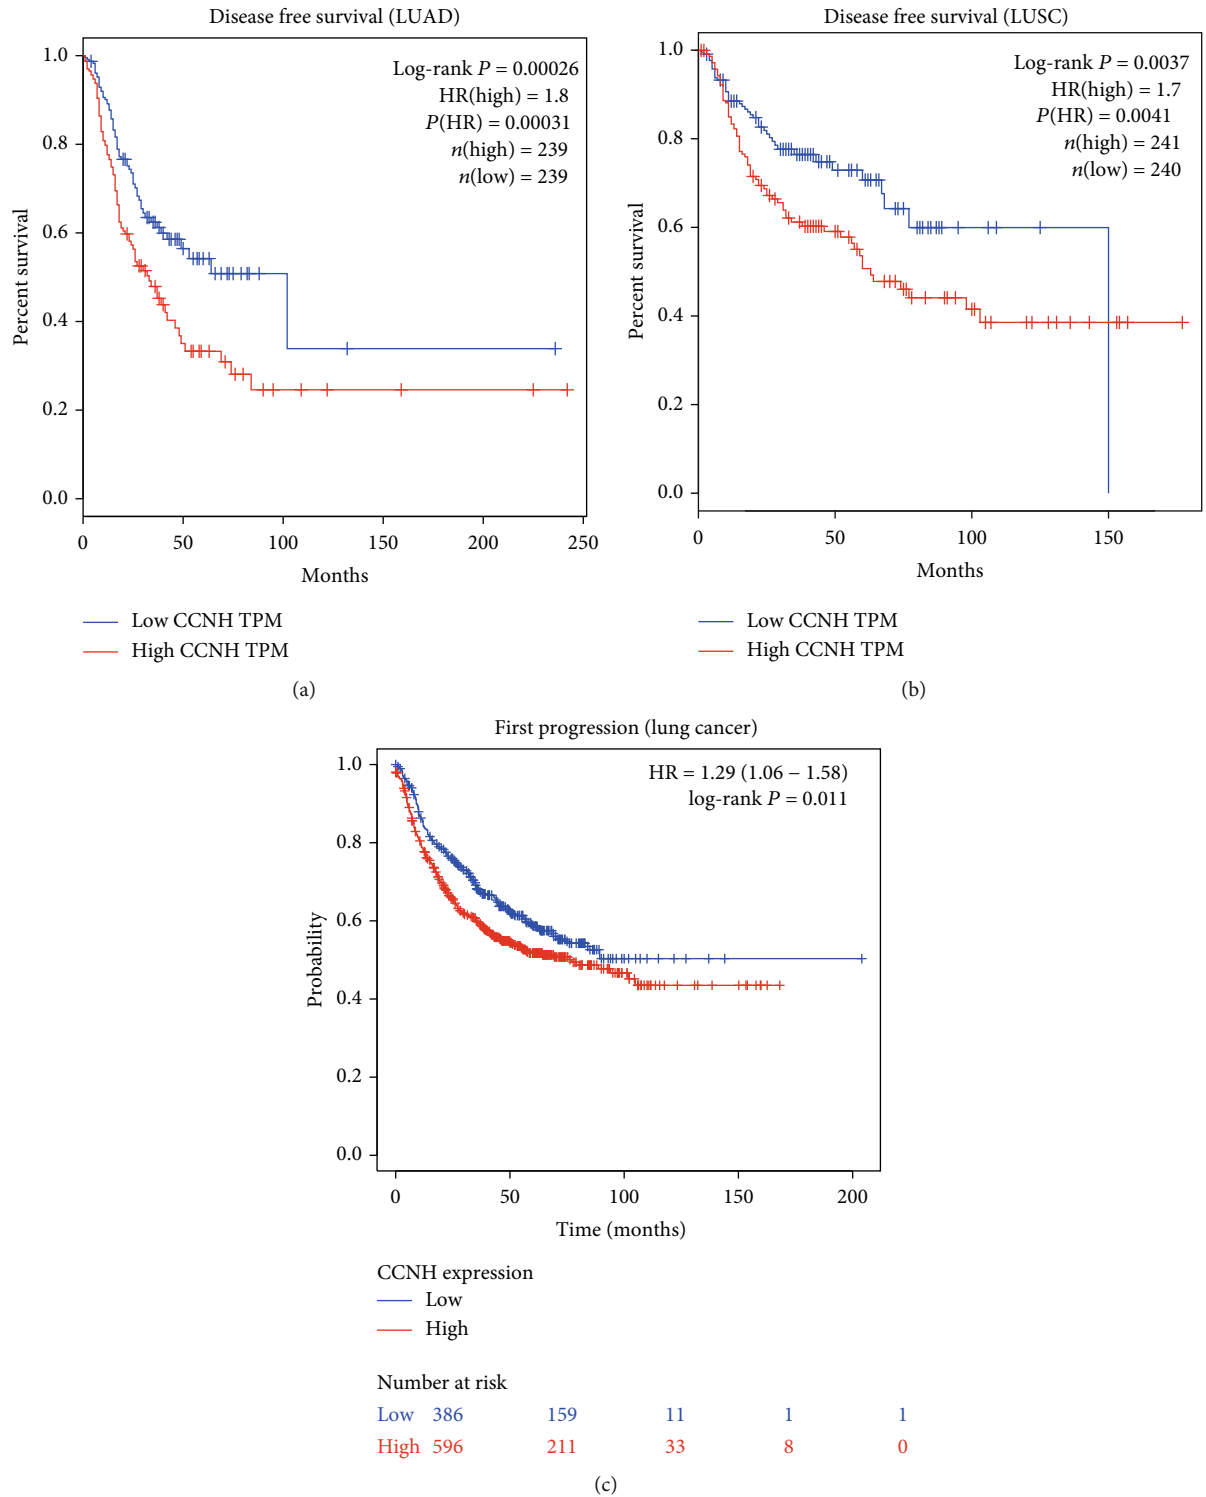 Disease free survival (LUAD)
Percent survival
1.0
0.8
0.6
0.4
0.2
0.0
Log-rank P = 0.00026
HR(high) = 1.8
P(HR) = 0.00031
n(high) = 239
n(low) = 239
0 50 100 150 200 250
Months
Low CCNH TPM
High CCNH TPM
(a)
Disease free survival (LUSC)
Percent survival
1.0
0.8
0.6
0.4
0.2
0.0
Log-rank P = 0.0037
HR(high) = 1.7
P(HR) = 0.0041
n(high) = 241
n(low) = 240
0 50 100 150
Months
Low CCNH TPM
High CCNH TPM
(b)
First progression (lung cancer)
Probability
1.0
0.8
0.6
0.4
0.2
0.0
HR = 1.29 (1.06 − 1.58)
log-rank P = 0.011
0 50 100 150 200
Time (months)
CCNH expression
Low
High
Number at risk
Low 386 159 11 1 1
High 596 211 33 8 0
(c)